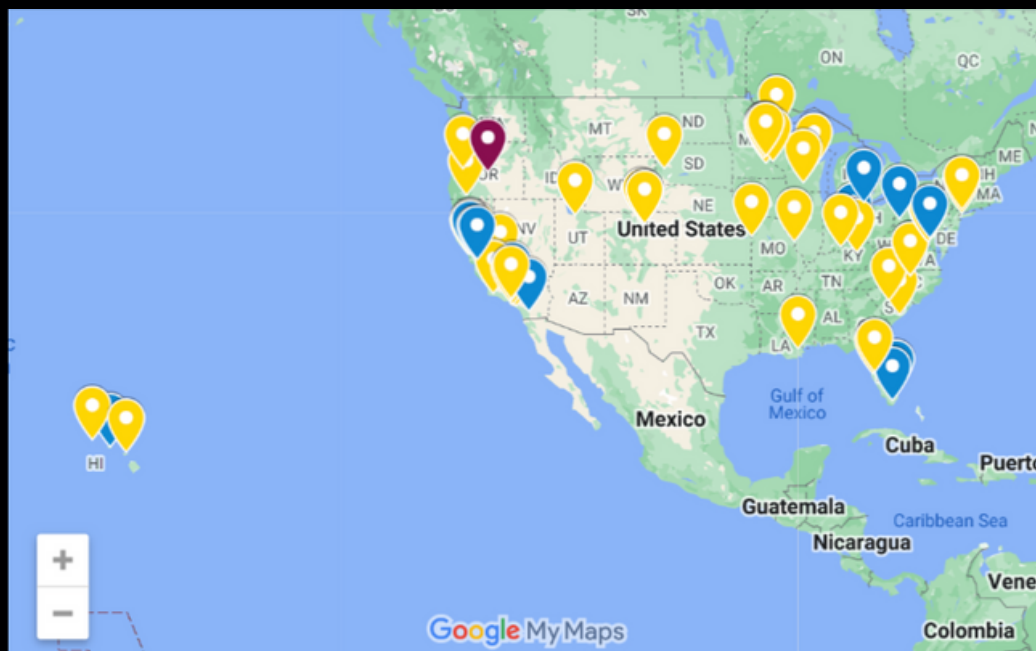 SK
ON
QC
MT
ND
ME
OR
ID
SD
MA
NE
NV
United States
DE
UT
MO
KY
AZ
NM
OK
AR
TN
TX
AL
LA
Gulf of
Mexico
Mexico
Cuba
HI
Puerto
Guatemala
Caribbean Sea
Nicaragua
+
−
Vene
Google My Maps
Colombia